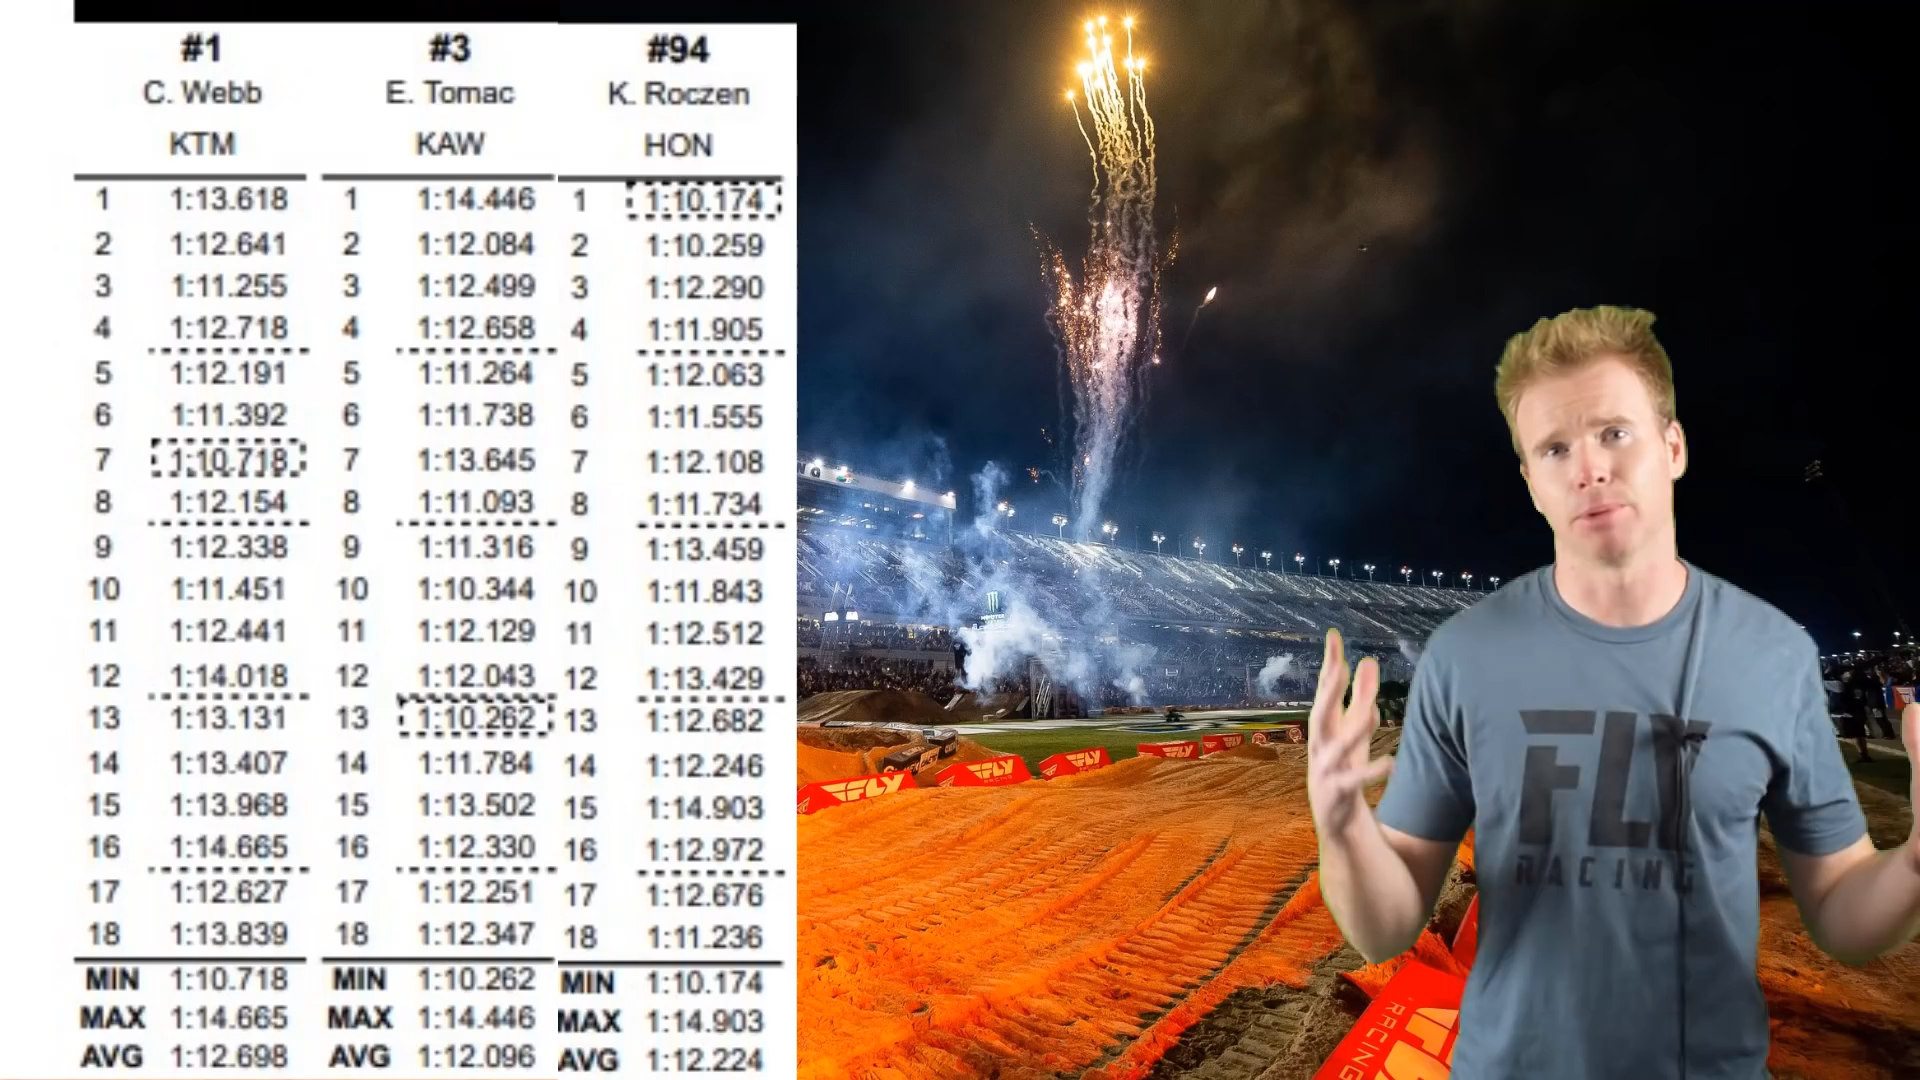 #1 #3 #94
C. Webb E. Tomac K. Roczen
KTM KAW HON
1 1:13.618 1 1:14.446 1 1:10.174
2 1:12.641 2 1:12.084 2 1:10.259
3 1:11.255 3 1:12.499 3 1:12.290
4 1:12.718 4 1:12.658 4 1:11.905
5 1:12.191 5 1:11.264 5 1:12.063
6 1:11.392 6 1:11.738 6 1:11.555
7 1:10.718 7 1:13.645 7 1:12.108
8 1:12.154 8 1:11.093 8 1:11.734
9 1:12.338 9 1:11.316 9 1:13.459
10 1:11.451 10 1:10.344 10 1:11.843
11 1:12.441 11 1:12.129 11 1:12.512
12 1:14.018 12 1:12.043 12 1:13.429
13 1:13.131 13 1:10.262 13 1:12.682
14 1:13.407 14 1:11.784 14 1:12.246
15 1:13.968 15 1:13.502 15 1:14.903
16 1:14.665 16 1:12.330 16 1:12.972
17 1:12.627 17 1:12.251 17 1:12.676
18 1:13.839 18 1:12.347 18 1:11.236
MIN 1:10.718 MIN 1:10.262 MIN 1:10.174
MAX 1:14.665 MAX 1:14.446 MAX 1:14.903
AVG 1:12.698 AVG 1:12.096 AVG 1:12.224
FLY
FLY
FLY
FLY
FLY
FLY
RACING
RACING